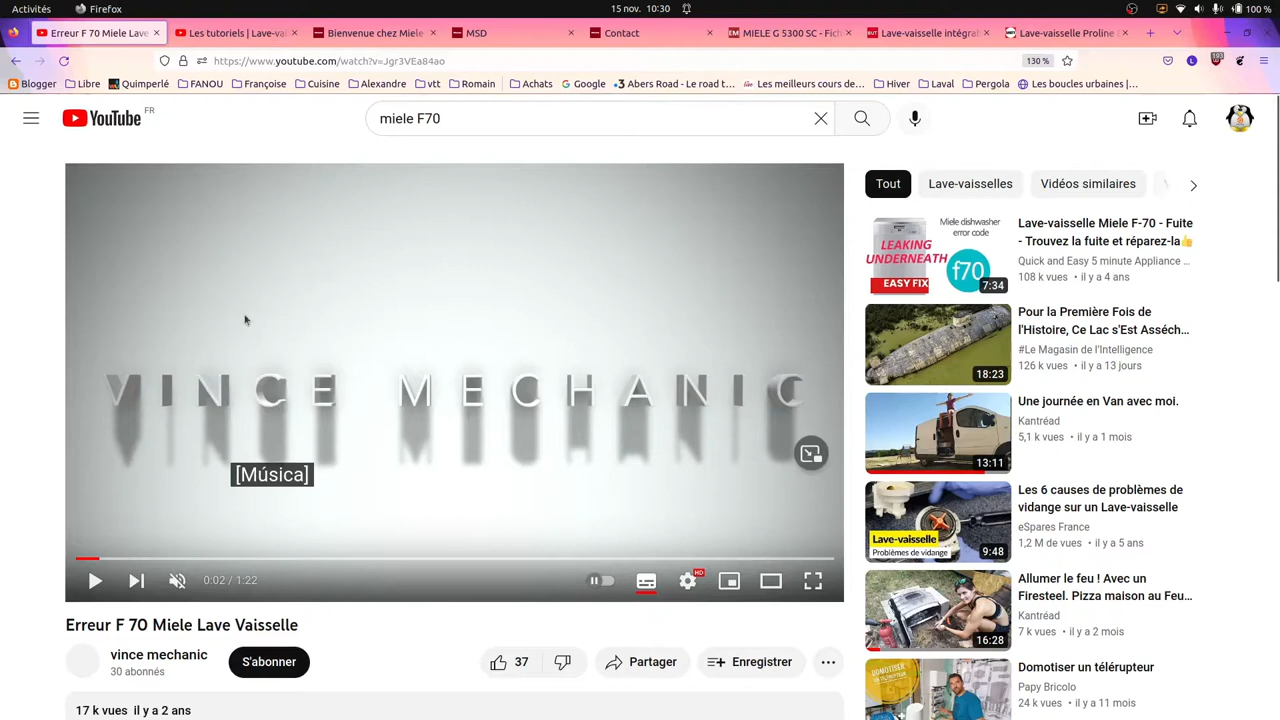 Activités
Firefox
15 nov. 10:30
100 %
Erreur F 70 Miele Lave
Les tutoriels | Lave-vai
Bienvenue chez Miele
MSD
Contact
MIELE G 5300 SC - Fich
Lave-vaisselle intégrab
Lave-vaisselle Proline E
https://www.youtube.com/watch?v=Jgr3VEa84ao
130 %
Blogger
Libre
Quimperlé
FANOU
Françoise
Cuisine
Alexandre
vtt
Romain
Achats
Google
Abers Road - Le road t...
Les meilleurs cours de...
Hiver
Laval
Pergola
Les boucles urbaines |...
YouTube FR
miele F70
VINCE MECHANIC
[Música]
0:02 / 1:22
HD
Erreur F 70 Miele Lave Vaisselle
vince mechanic
30 abonnés
S'abonner
37
Partager
Enregistrer
17 k vues il y a 2 ans
Tout
Lave-vaisselles
Vidéos similaires
Miele dishwasher
error code
LEAKING
UNDERNEATH
f70
EASY FIX
7:34
Lave-vaisselle Miele F-70 - Fuite
- Trouvez la fuite et réparez-la👍
Quick and Easy 5 minute Appliance ...
108 k vues • il y a 4 ans
18:23
Pour la Première Fois de
l'Histoire, Ce Lac s'Est Asséch...
#Le Magasin de l'Intelligence
126 k vues • il y a 13 jours
13:11
Une journée en Van avec moi.
Kantréad
5,1 k vues • il y a 1 mois
Lave-vaisselle
Problèmes de vidange
9:48
Les 6 causes de problèmes de
vidange sur un Lave-vaisselle
eSpares France
1,2 M de vues • il y a 5 ans
16:28
Allumer le feu ! Avec un
Firesteel. Pizza maison au Feu...
Kantréad
7 k vues • il y a 2 mois
Domotiser un télérupteur
Papy Bricolo
24 k vues • il y a 11 mois